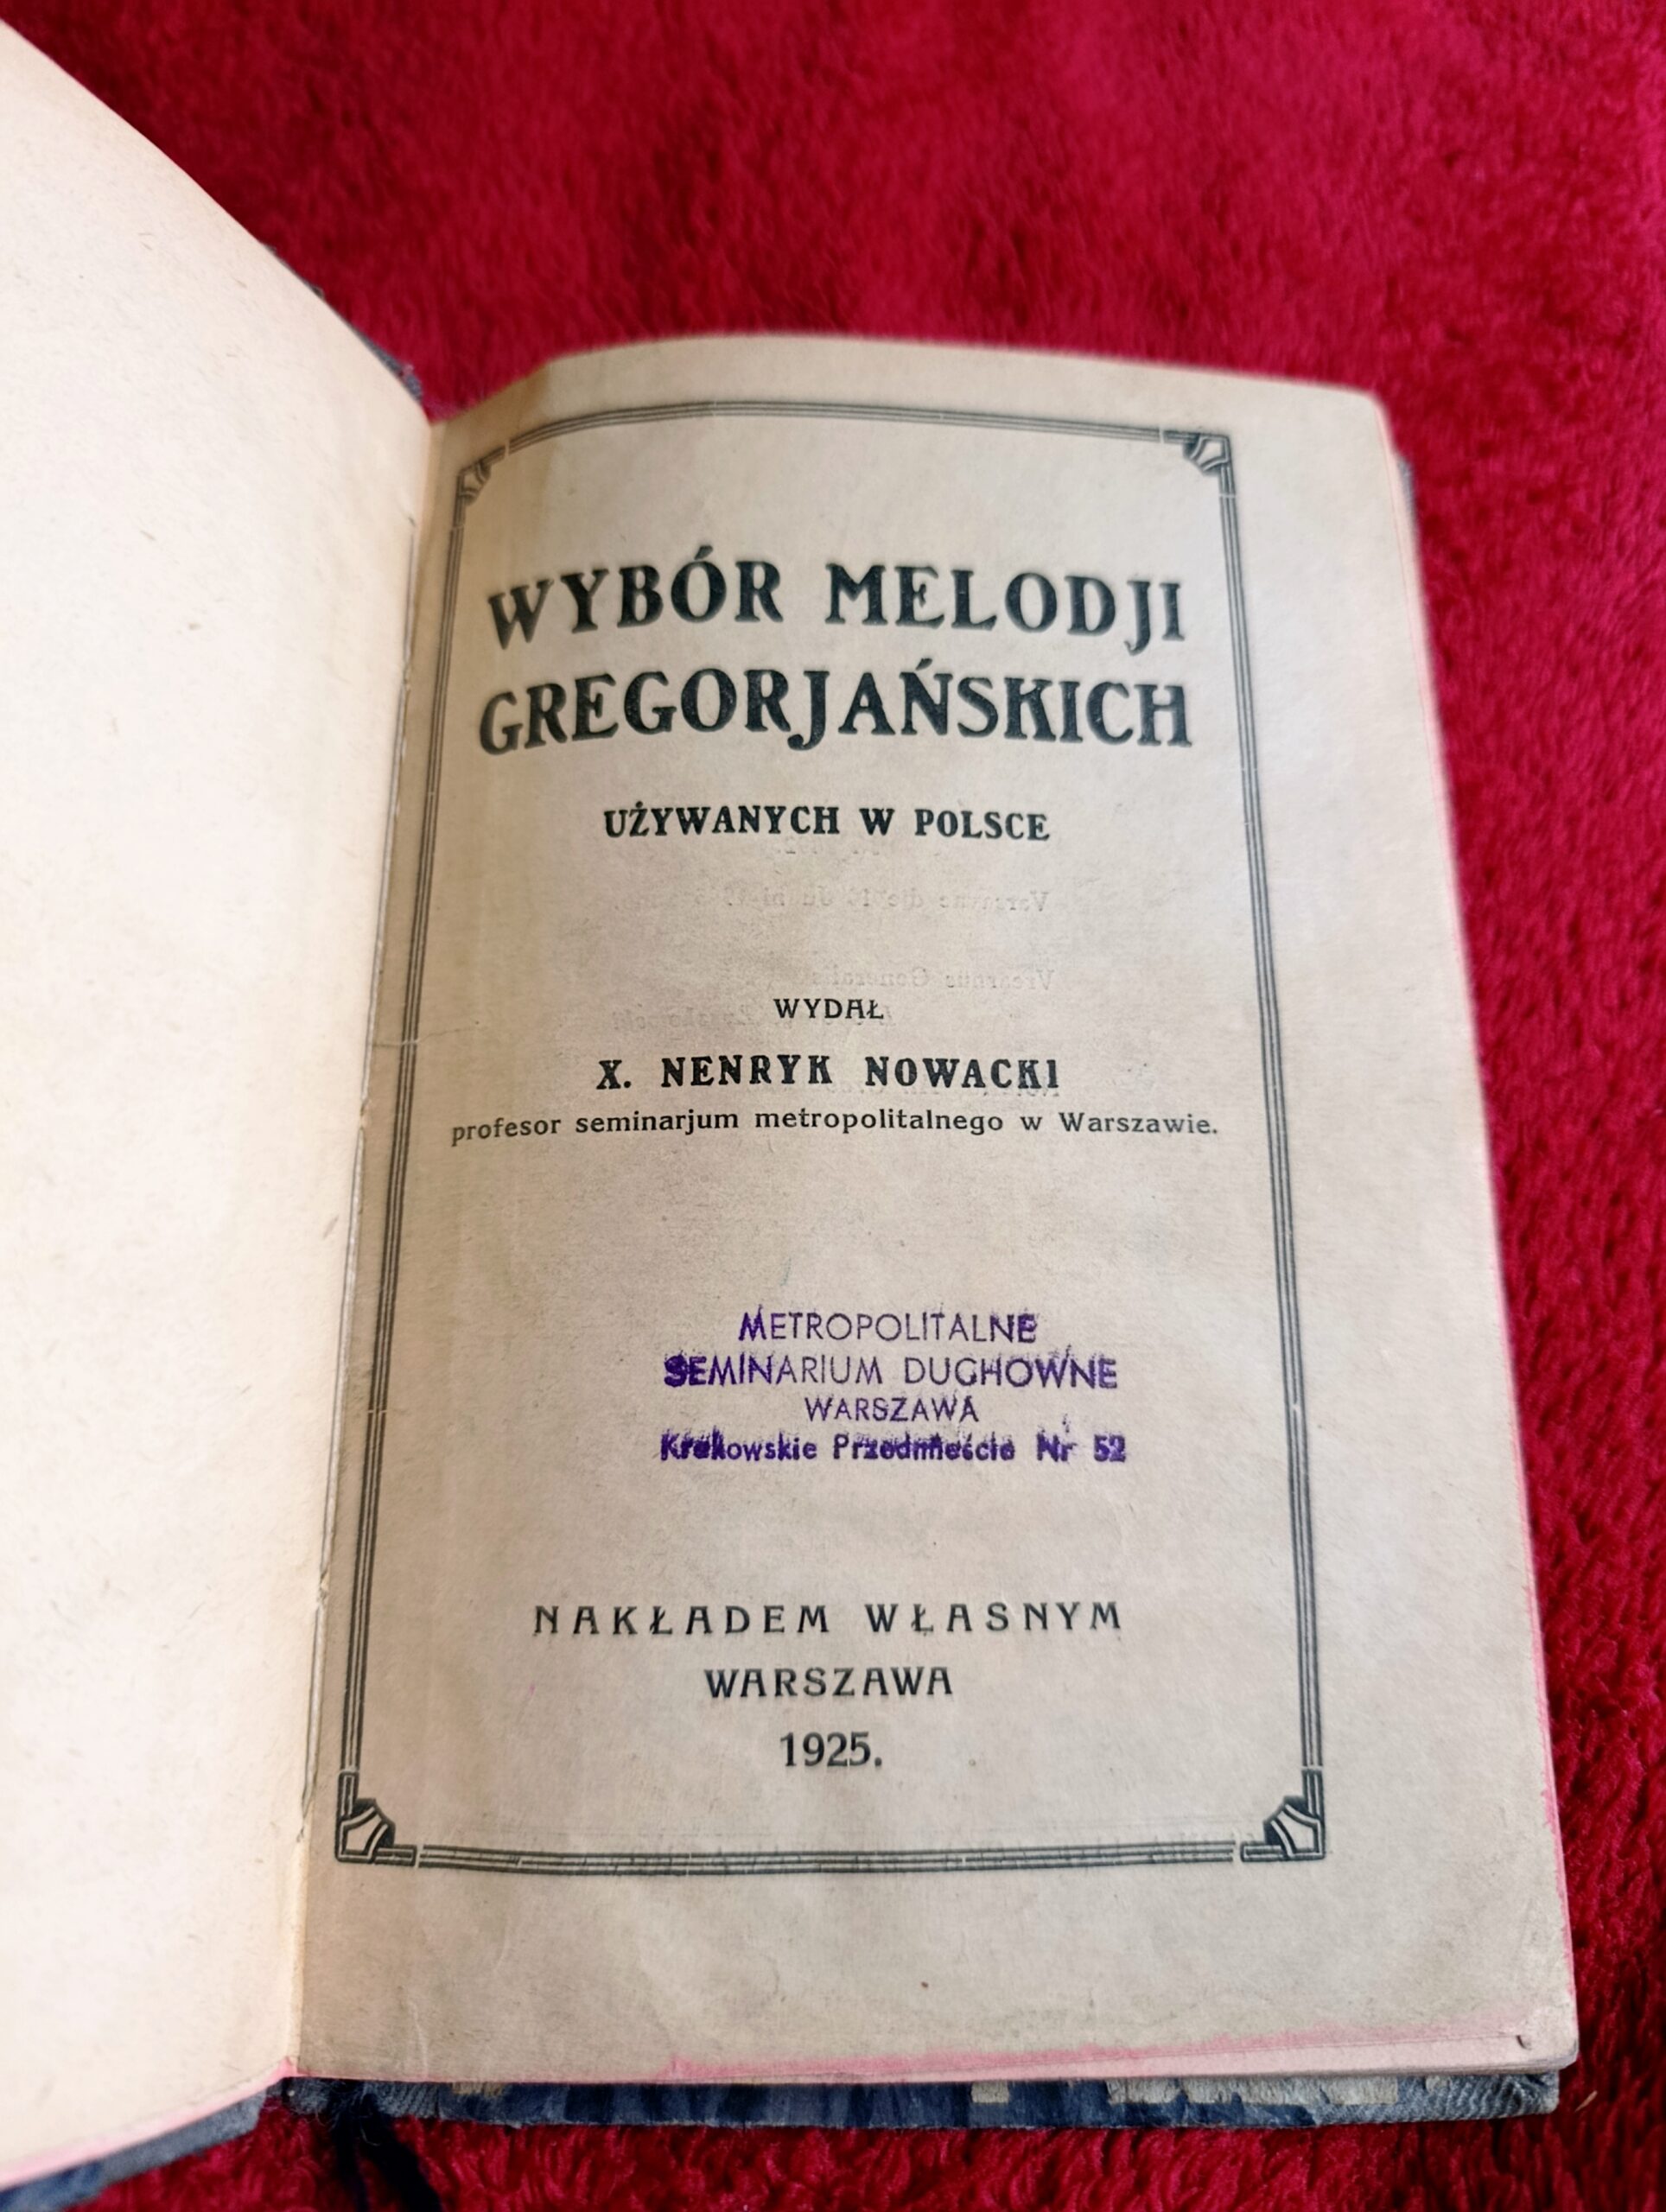 WYBÓR MELODJI
GREGORJAŃSKICH
UŻYWANYCH W POLSCE
WYDAŁ
X. NENRYK NOWACKI
profesor seminarjum metropolitalnego w Warszawie.
METROPOLITALNE
SEMINARIUM DUCHOWNE
WARSZAWA
Krakowskie Przedmieście Nr 52
NAKŁADEM WŁASNYM
WARSZAWA
1925.